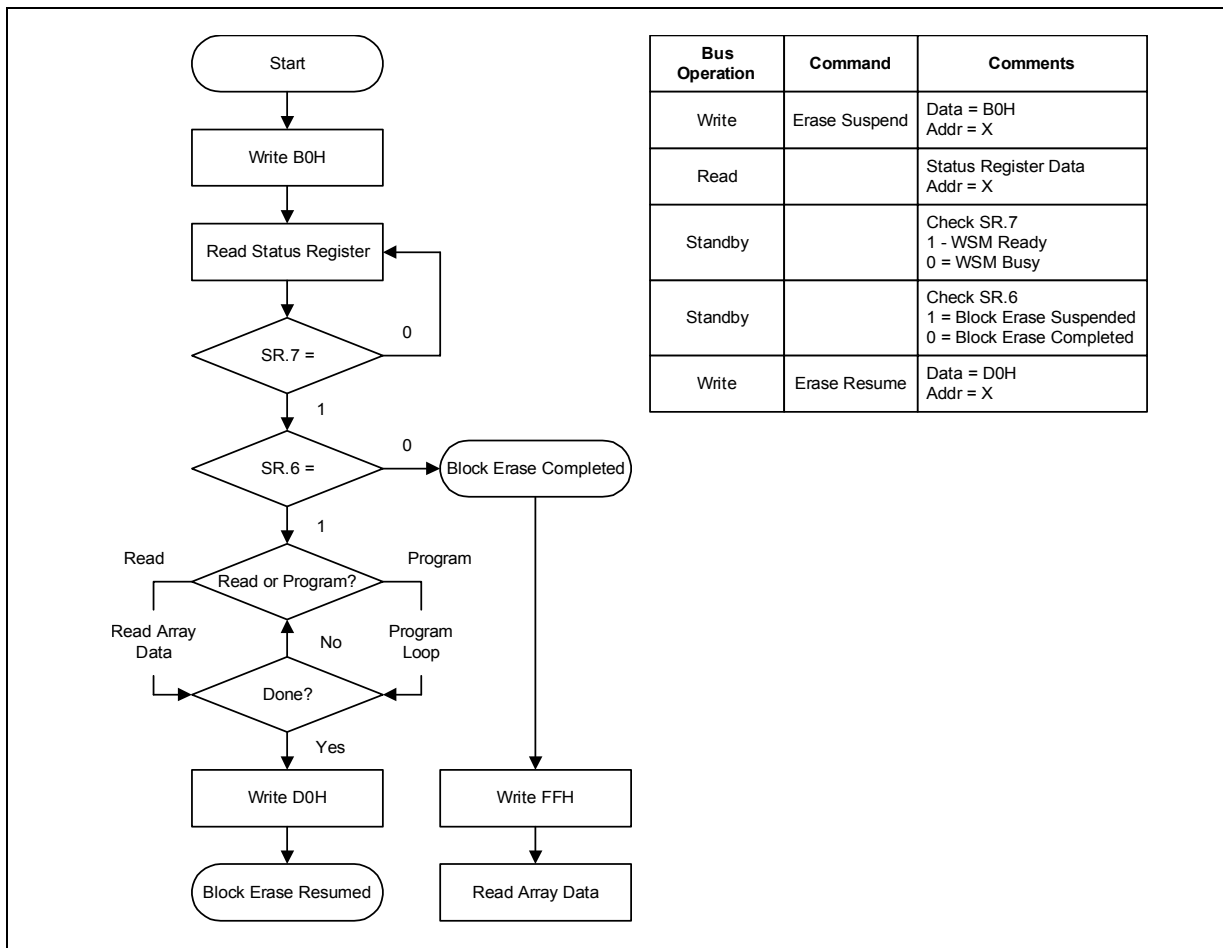 Start
Write B0H
Read Status Register
0
SR.7 =
1
0
SR.6 =
Block Erase Completed
1
Read
Program
Read or Program?
Read Array
Data
No
Program
Loop
Done?
Yes
Write D0H
Write FFH
Block Erase Resumed
Read Array Data
Bus
Operation
Command
Comments
Write
Erase Suspend
Data = B0H
Addr = X
Read
Status Register Data
Addr = X
Standby
Check SR.7
1 - WSM Ready
0 = WSM Busy
Standby
Check SR.6
1 = Block Erase Suspended
0 = Block Erase Completed
Write
Erase Resume
Data = D0H
Addr = X